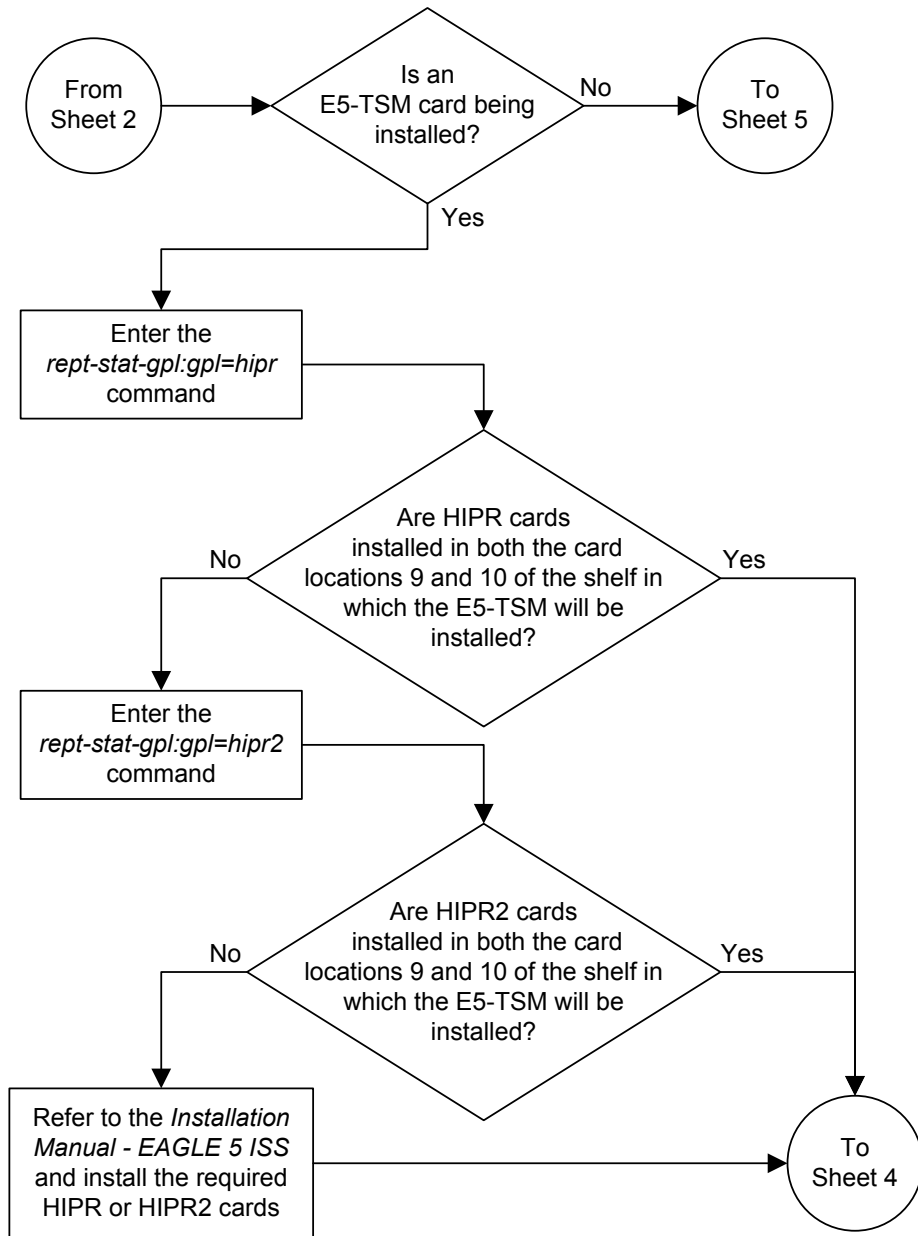 From
Sheet 2
Is an
E5-TSM card being
installed?
No
To
Sheet 5
Yes
Enter the
rept-stat-gpl:gpl=hipr
command
Are HIPR cards
installed in both the card
locations 9 and 10 of the shelf in
which the E5-TSM will be
installed?
No
Yes
Enter the
rept-stat-gpl:gpl=hipr2
command
Are HIPR2 cards
installed in both the card
locations 9 and 10 of the shelf in
which the E5-TSM will be
installed?
No
Yes
Refer to the Installation
Manual - EAGLE 5 ISS
and install the required
HIPR or HIPR2 cards
To
Sheet 4